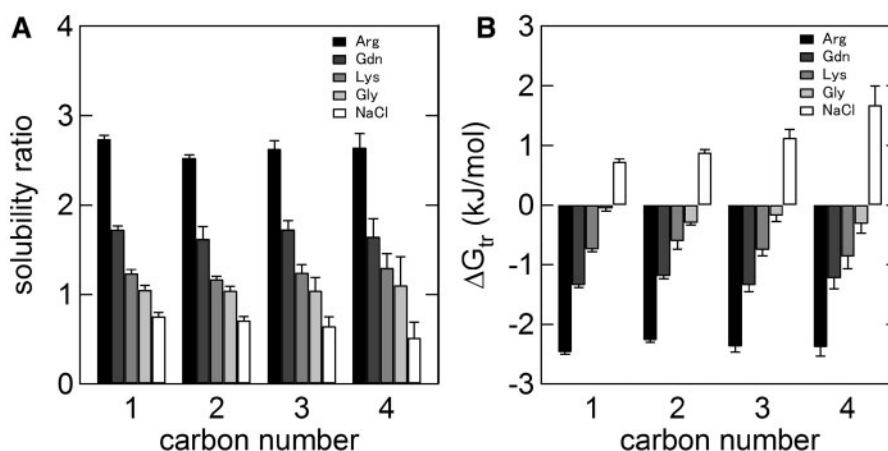 A
solubility ratio
4
3
2
1
0
Arg
Gdn
Lys
Gly
NaCl
1 2 3 4
carbon number
B
ΔGtr (kJ/mol)
3
2
1
0
-1
-2
-3
Arg
Gdn
Lys
Gly
NaCl
1 2 3 4
carbon number